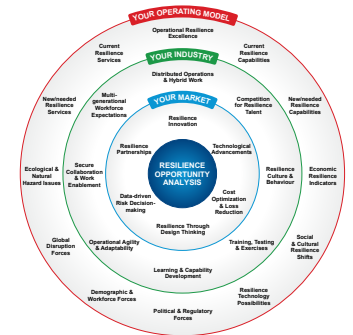 YOUR OPERATING MODEL
Operational Resilience
Excellence
Current
Resilience
Services
Current
Resilience
Capabilities
YOUR INDUSTRY
Distributed Operations
& Hybrid Work
New/needed
Resilience
Services
Multi-
generational
Workforce
Expectations
YOUR MARKET
Competition
for Resilience
Talent
New/needed
Resilience
Capabilities
Resilience
Innovation
Resilience
Partnerships
Technological
Advancements
Ecological &
Natural
Hazard Issues
Secure
Collaboration
& Work
Enablement
RESILIENCE
OPPORTUNITY
ANALYSIS
Resilience
Culture &
Behaviour
Economic
Resilience
Indicators
Data-driven
Risk Decision-
making
Cost
Optimization
& Loss
Reduction
Resilience Through
Design Thinking
Global
Disruption
Forces
Operational Agility
& Adaptability
Training, Testing
& Exercises
Social
& Cultural
Resilience
Shifts
Learning & Capability
Development
Demographic &
Workforce Forces
Resilience
Technology
Possibilities
Political & Regulatory
Forces